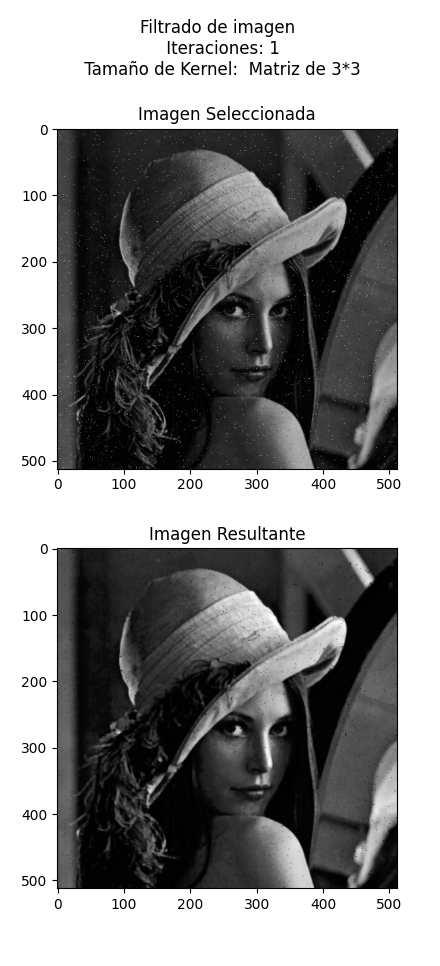 Filtrado de imagen
Iteraciones: 1
Tamaño de Kernel:  Matriz de 3*3
Imagen Seleccionada
0
100
200
300
400
500
0 100 200 300 400 500
Imagen Resultante
0
100
200
300
400
500
0 100 200 300 400 500